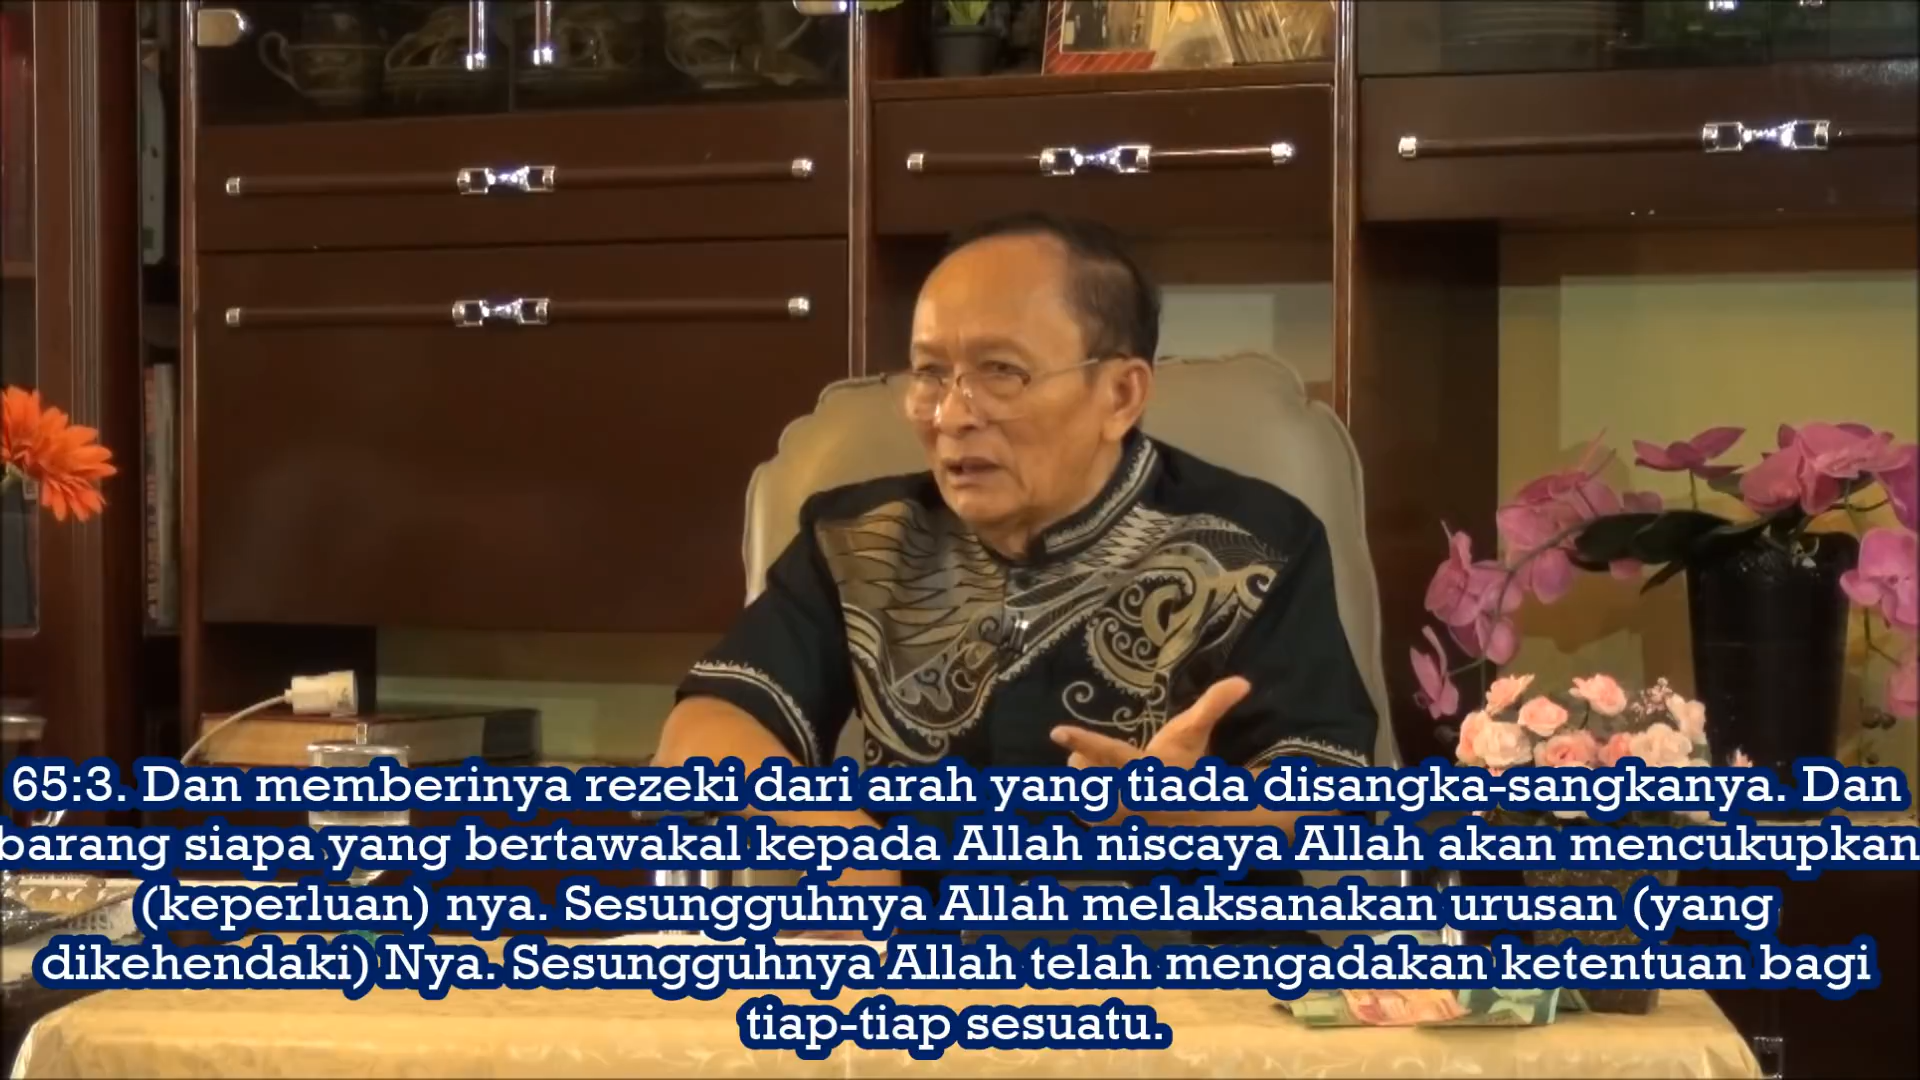 65:3. Dan memberinya rezeki dari arah yang tiada disangka-sangkanya. Dan
barang siapa yang bertawakal kepada Allah niscaya Allah akan mencukupkan
(keperluan) nya. Sesungguhnya Allah melaksanakan urusan (yang
dikehendaki) Nya. Sesungguhnya Allah telah mengadakan ketentuan bagi
tiap-tiap sesuatu.